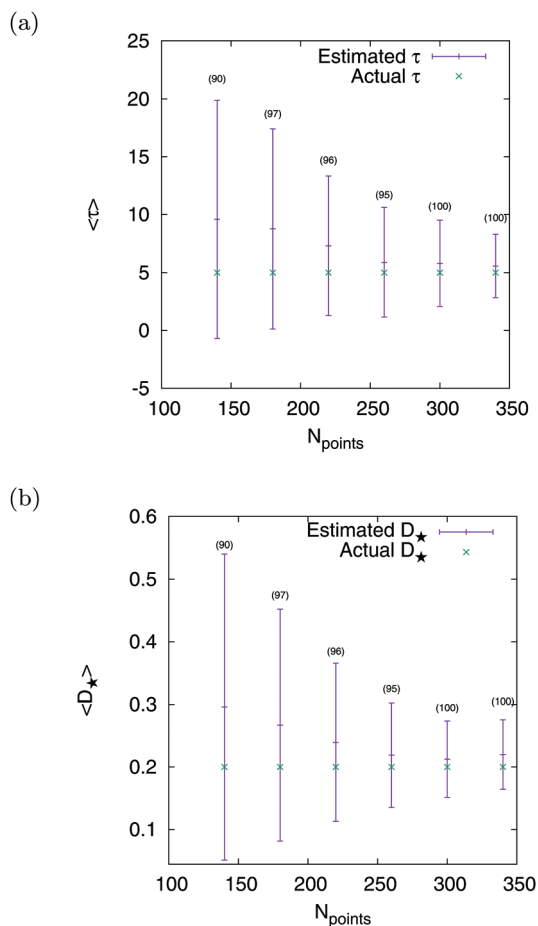 (a)
25
20
15
10
5
0
-5
<τ>
Estimated τ
Actual τ
(90)
(97)
(96)
(95)
(100)
(100)
100 150 200 250 300 350
Npoints
(b)
0.6
0.5
0.4
0.3
0.2
0.1
<D★>
Estimated D★
Actual D★
(90)
(97)
(96)
(95)
(100)
(100)
100 150 200 250 300 350
Npoints